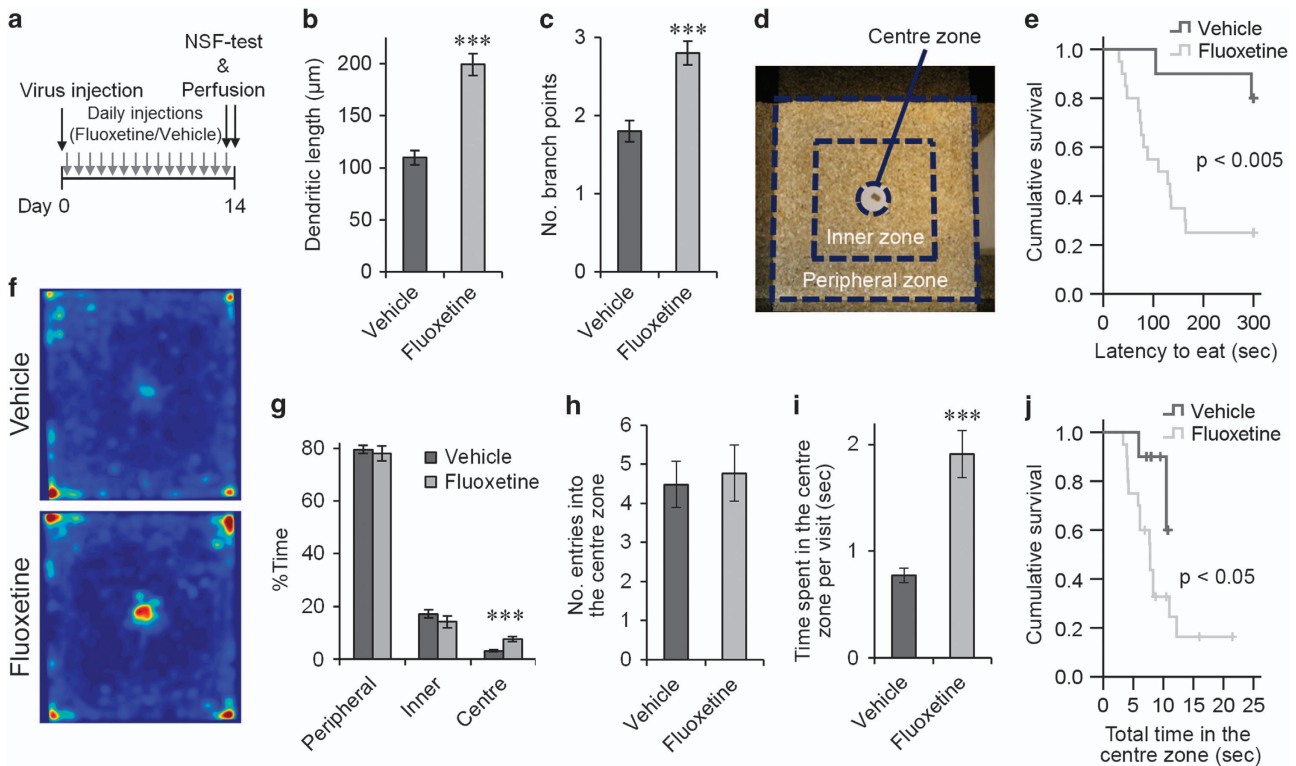 a
NSF-test
&
Virus injection
Perfusion
Daily injections
(Fluoxetine/Vehicle)
Day 0
14
b
***
Dendritic length (µm)
200
150
100
50
0
Vehicle
Fluoxetine
c
***
No. branch points
3
2
1
0
Vehicle
Fluoxetine
d
Centre zone
Inner zone
Peripheral zone
e
Vehicle
Fluoxetine
Cumulative survival
1.0
0.8
0.6
0.4
0.2
0.0
p < 0.005
0 100 200 300
Latency to eat (sec)
f
Vehicle
Fluoxetine
g
%Time
80
60
40
20
0
Vehicle
Fluoxetine
***
Peripheral
Inner
Centre
h
No. entries into
the centre zone
6
5
4
3
2
1
0
Vehicle
Fluoxetine
i
***
Time spent in the centre
zone per visit (sec)
2
1
0
Vehicle
Fluoxetine
j
Vehicle
Fluoxetine
Cumulative survival
1.0
0.8
0.6
0.4
0.2
0.0
p < 0.05
0 5 10 15 20 25
Total time in the
centre zone (sec)